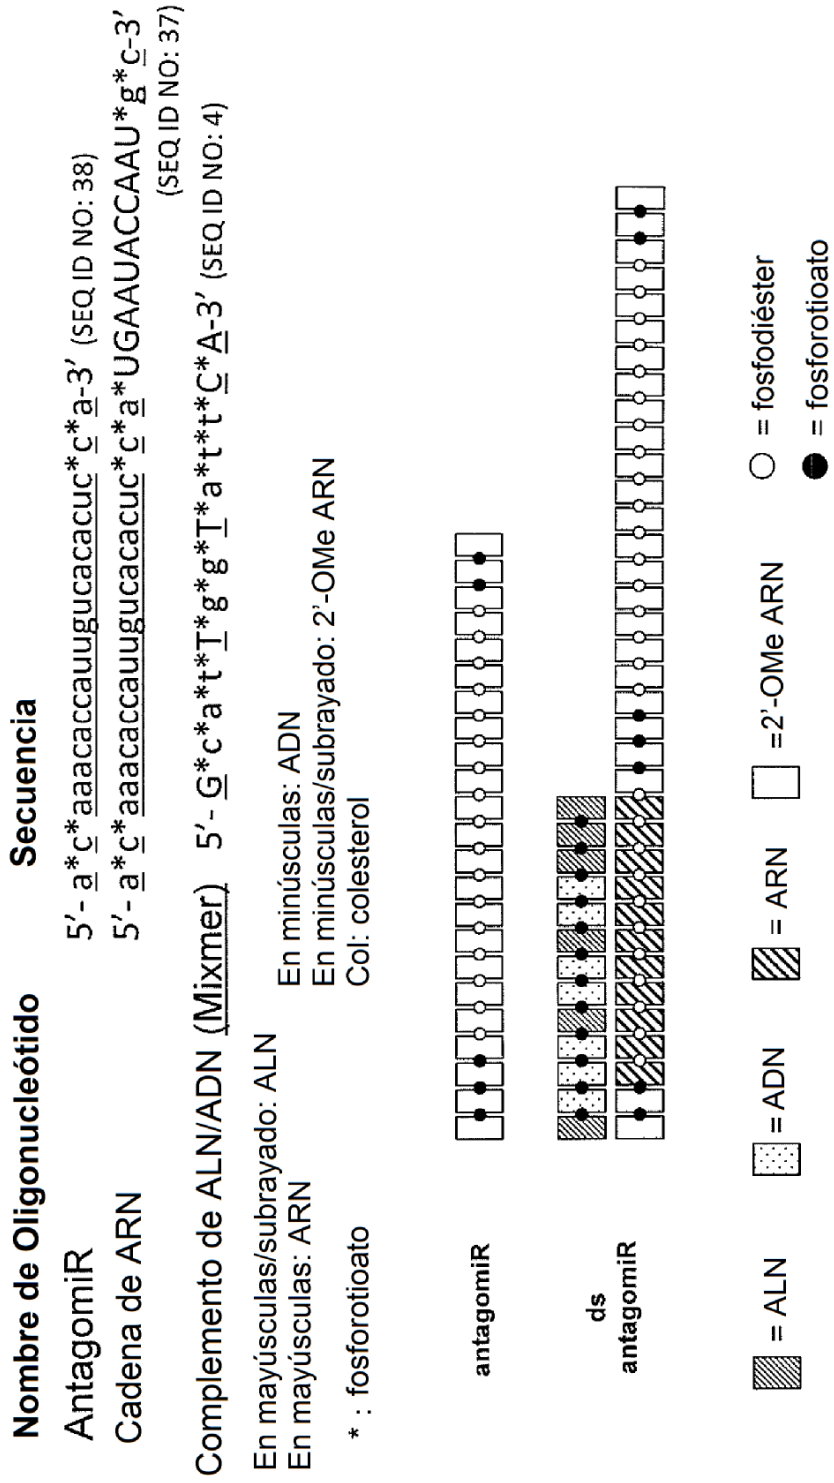 Nombre de Oligonucleótido Secuencia
AntagomiR 5′- a*c*aaacaccauugucacacuc*c*a-3′ (SEQ ID NO: 38)
Cadena de ARN 5′- a*c*aaacaccauugucacacuc*c*a*UGAAUACCAAU*g*c-3′
(SEQ ID NO: 37)
Complemento de ALN/ADN (Mixmer) 5′- G*c*a*t*T*g*g*T*a*t*t*C*A-3′ (SEQ ID NO: 4)
En mayúsculas/subrayado: ALN
En mayúsculas: ARN
En minúsculas: ADN
En minúsculas/subrayado: 2’-OMe ARN
Col: colesterol
* : fosforotioato
antagomiR
ds
antagomiR
= ALN
= ADN
= ARN
=2’-OMe ARN
= fosfodiéster
= fosforotioato